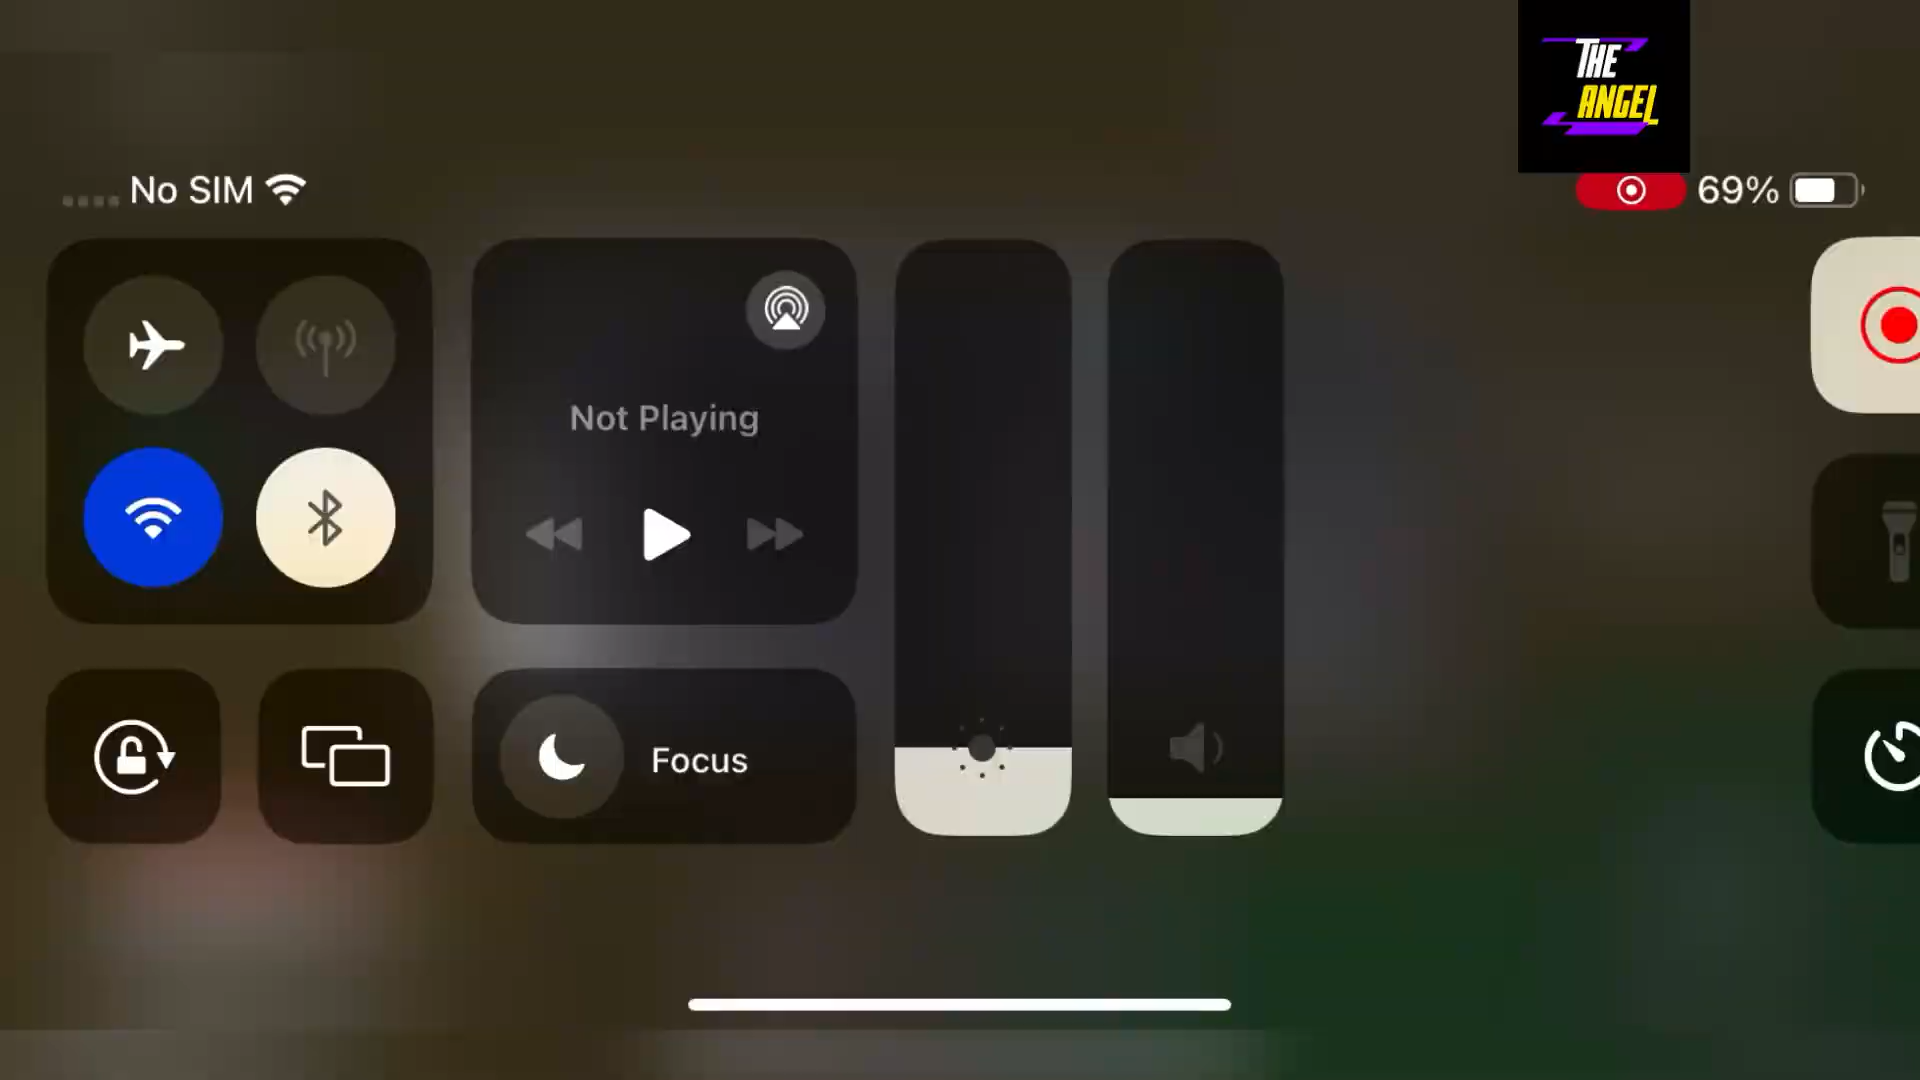 THE
ANGEL
No SIM
69%
Not Playing
Focus